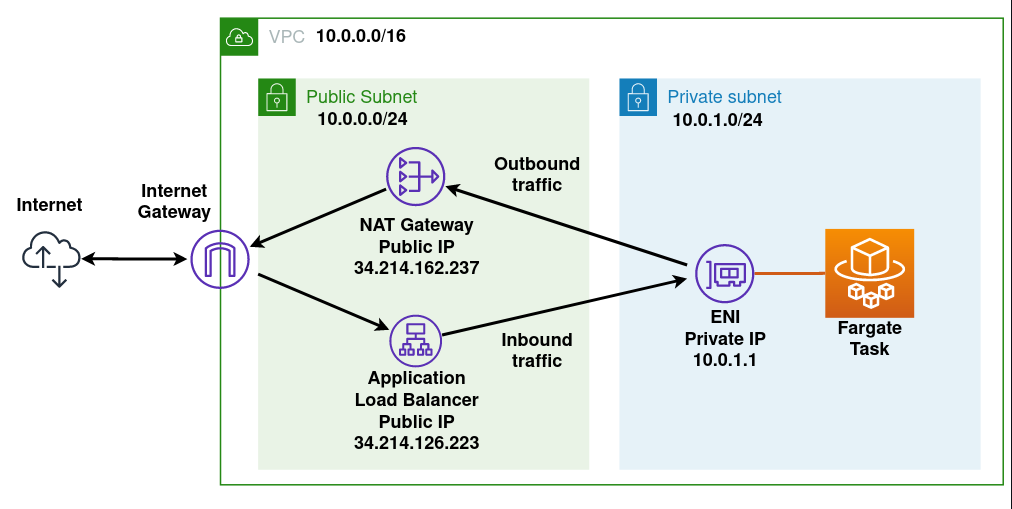 VPC 10.0.0.0/16
Public Subnet
10.0.0.0/24
Private subnet
10.0.1.0/24
Internet
Internet
Gateway
NAT Gateway
Public IP
34.214.162.237
Outbound
traffic
Application
Load Balancer
Public IP
34.214.126.223
Inbound
traffic
ENI
Private IP
10.0.1.1
Fargate
Task